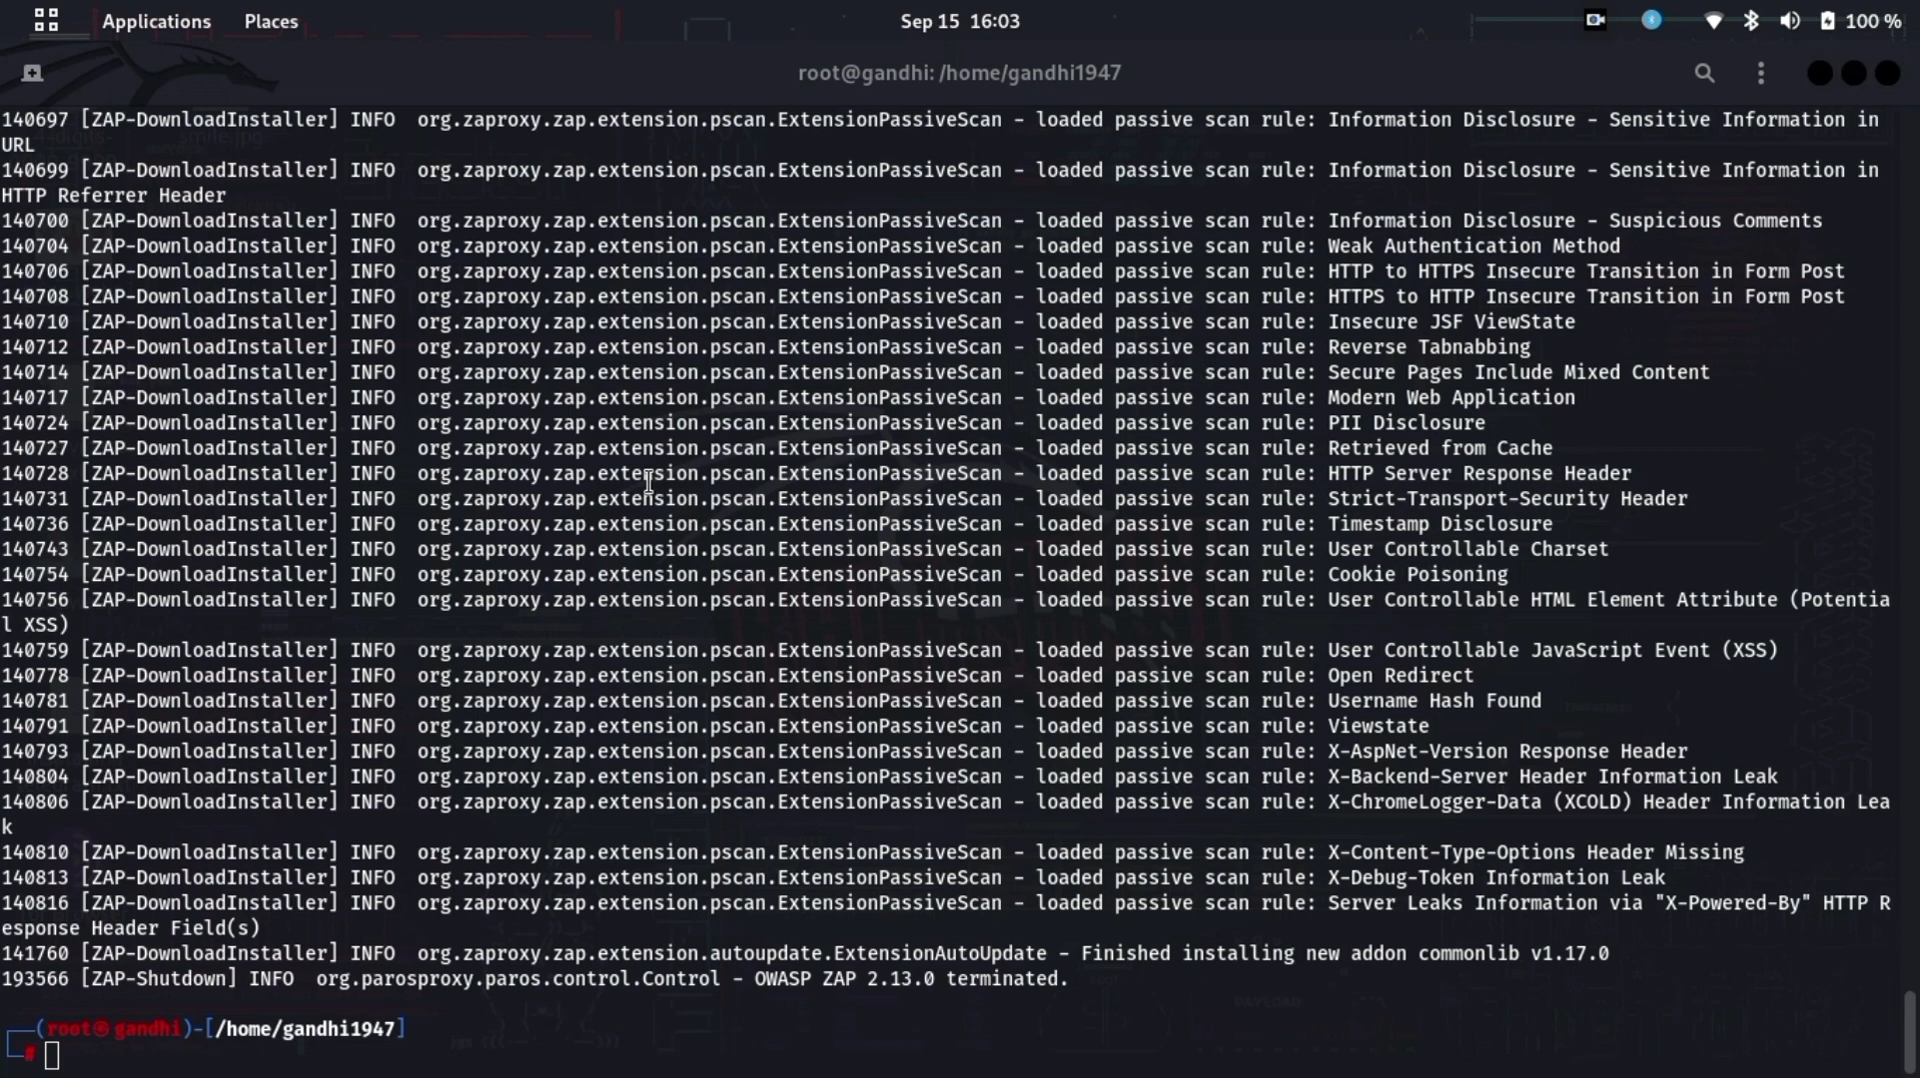 Applications Places Sep 15 16:03 100 %
root@gandhi: /home/gandhi1947
140697 [ZAP-DownloadInstaller] INFO  org.zaproxy.zap.extension.pscan.ExtensionPassiveScan - loaded passive scan rule: Information Disclosure - Sensitive Information in
URL
140699 [ZAP-DownloadInstaller] INFO  org.zaproxy.zap.extension.pscan.ExtensionPassiveScan - loaded passive scan rule: Information Disclosure - Sensitive Information in
HTTP Referrer Header
140700 [ZAP-DownloadInstaller] INFO  org.zaproxy.zap.extension.pscan.ExtensionPassiveScan - loaded passive scan rule: Information Disclosure - Suspicious Comments
140704 [ZAP-DownloadInstaller] INFO  org.zaproxy.zap.extension.pscan.ExtensionPassiveScan - loaded passive scan rule: Weak Authentication Method
140706 [ZAP-DownloadInstaller] INFO  org.zaproxy.zap.extension.pscan.ExtensionPassiveScan - loaded passive scan rule: HTTP to HTTPS Insecure Transition in Form Post
140708 [ZAP-DownloadInstaller] INFO  org.zaproxy.zap.extension.pscan.ExtensionPassiveScan - loaded passive scan rule: HTTPS to HTTP Insecure Transition in Form Post
140710 [ZAP-DownloadInstaller] INFO  org.zaproxy.zap.extension.pscan.ExtensionPassiveScan - loaded passive scan rule: Insecure JSF ViewState
140712 [ZAP-DownloadInstaller] INFO  org.zaproxy.zap.extension.pscan.ExtensionPassiveScan - loaded passive scan rule: Reverse Tabnabbing
140714 [ZAP-DownloadInstaller] INFO  org.zaproxy.zap.extension.pscan.ExtensionPassiveScan - loaded passive scan rule: Secure Pages Include Mixed Content
140717 [ZAP-DownloadInstaller] INFO  org.zaproxy.zap.extension.pscan.ExtensionPassiveScan - loaded passive scan rule: Modern Web Application
140724 [ZAP-DownloadInstaller] INFO  org.zaproxy.zap.extension.pscan.ExtensionPassiveScan - loaded passive scan rule: PII Disclosure
140727 [ZAP-DownloadInstaller] INFO  org.zaproxy.zap.extension.pscan.ExtensionPassiveScan - loaded passive scan rule: Retrieved from Cache
140728 [ZAP-DownloadInstaller] INFO  org.zaproxy.zap.extension.pscan.ExtensionPassiveScan - loaded passive scan rule: HTTP Server Response Header
140731 [ZAP-DownloadInstaller] INFO  org.zaproxy.zap.extension.pscan.ExtensionPassiveScan - loaded passive scan rule: Strict-Transport-Security Header
140736 [ZAP-DownloadInstaller] INFO  org.zaproxy.zap.extension.pscan.ExtensionPassiveScan - loaded passive scan rule: Timestamp Disclosure
140743 [ZAP-DownloadInstaller] INFO  org.zaproxy.zap.extension.pscan.ExtensionPassiveScan - loaded passive scan rule: User Controllable Charset
140754 [ZAP-DownloadInstaller] INFO  org.zaproxy.zap.extension.pscan.ExtensionPassiveScan - loaded passive scan rule: Cookie Poisoning
140756 [ZAP-DownloadInstaller] INFO  org.zaproxy.zap.extension.pscan.ExtensionPassiveScan - loaded passive scan rule: User Controllable HTML Element Attribute (Potentia
l XSS)
140759 [ZAP-DownloadInstaller] INFO  org.zaproxy.zap.extension.pscan.ExtensionPassiveScan - loaded passive scan rule: User Controllable JavaScript Event (XSS)
140778 [ZAP-DownloadInstaller] INFO  org.zaproxy.zap.extension.pscan.ExtensionPassiveScan - loaded passive scan rule: Open Redirect
140781 [ZAP-DownloadInstaller] INFO  org.zaproxy.zap.extension.pscan.ExtensionPassiveScan - loaded passive scan rule: Username Hash Found
140791 [ZAP-DownloadInstaller] INFO  org.zaproxy.zap.extension.pscan.ExtensionPassiveScan - loaded passive scan rule: Viewstate
140793 [ZAP-DownloadInstaller] INFO  org.zaproxy.zap.extension.pscan.ExtensionPassiveScan - loaded passive scan rule: X-AspNet-Version Response Header
140804 [ZAP-DownloadInstaller] INFO  org.zaproxy.zap.extension.pscan.ExtensionPassiveScan - loaded passive scan rule: X-Backend-Server Header Information Leak
140806 [ZAP-DownloadInstaller] INFO  org.zaproxy.zap.extension.pscan.ExtensionPassiveScan - loaded passive scan rule: X-ChromeLogger-Data (XCOLD) Header Information Lea
k
140810 [ZAP-DownloadInstaller] INFO  org.zaproxy.zap.extension.pscan.ExtensionPassiveScan - loaded passive scan rule: X-Content-Type-Options Header Missing
140813 [ZAP-DownloadInstaller] INFO  org.zaproxy.zap.extension.pscan.ExtensionPassiveScan - loaded passive scan rule: X-Debug-Token Information Leak
140816 [ZAP-DownloadInstaller] INFO  org.zaproxy.zap.extension.pscan.ExtensionPassiveScan - loaded passive scan rule: Server Leaks Information via "X-Powered-By" HTTP R
esponse Header Field(s)
141760 [ZAP-DownloadInstaller] INFO  org.zaproxy.zap.extension.autoupdate.ExtensionAutoUpdate - Finished installing new addon commonlib v1.17.0
193566 [ZAP-Shutdown] INFO  org.parosproxy.paros.control.Control - OWASP ZAP 2.13.0 terminated.
┌──(root㉿gandhi)-[/home/gandhi1947]
└─#